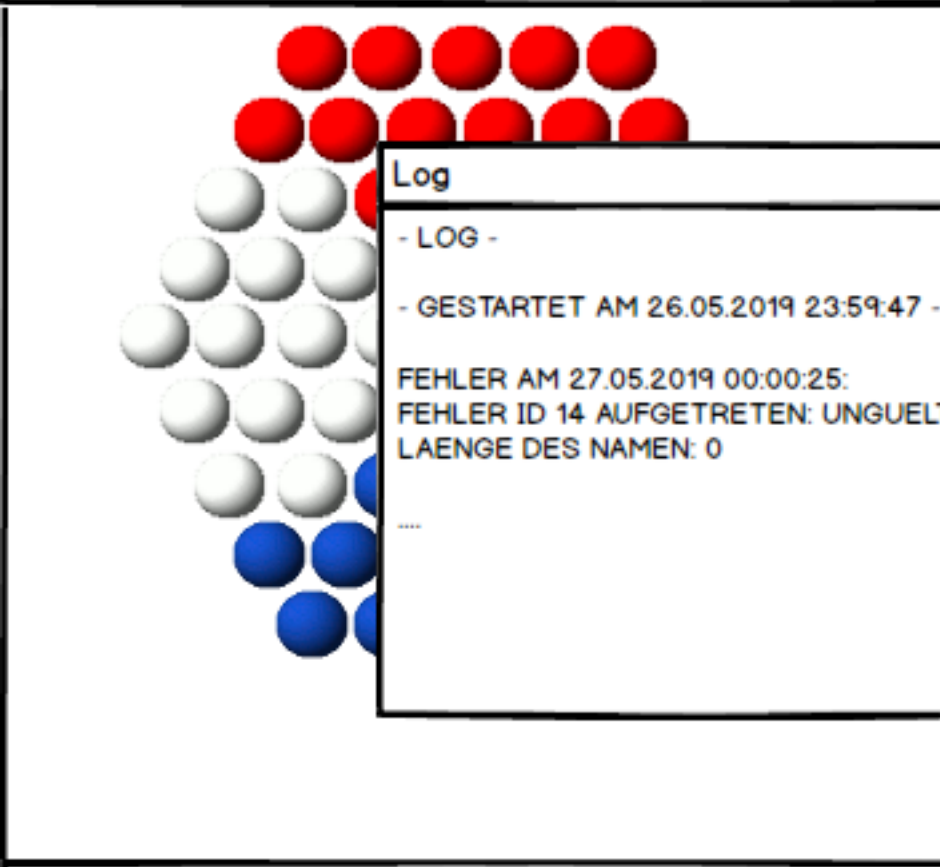 Log
- LOG -
- GESTARTET AM 26.05.2019 23:59:47 -
FEHLER AM 27.05.2019 00:00:25:
FEHLER ID 14 AUFGETRETEN:
LAENGE DES NAMEN: 0
....